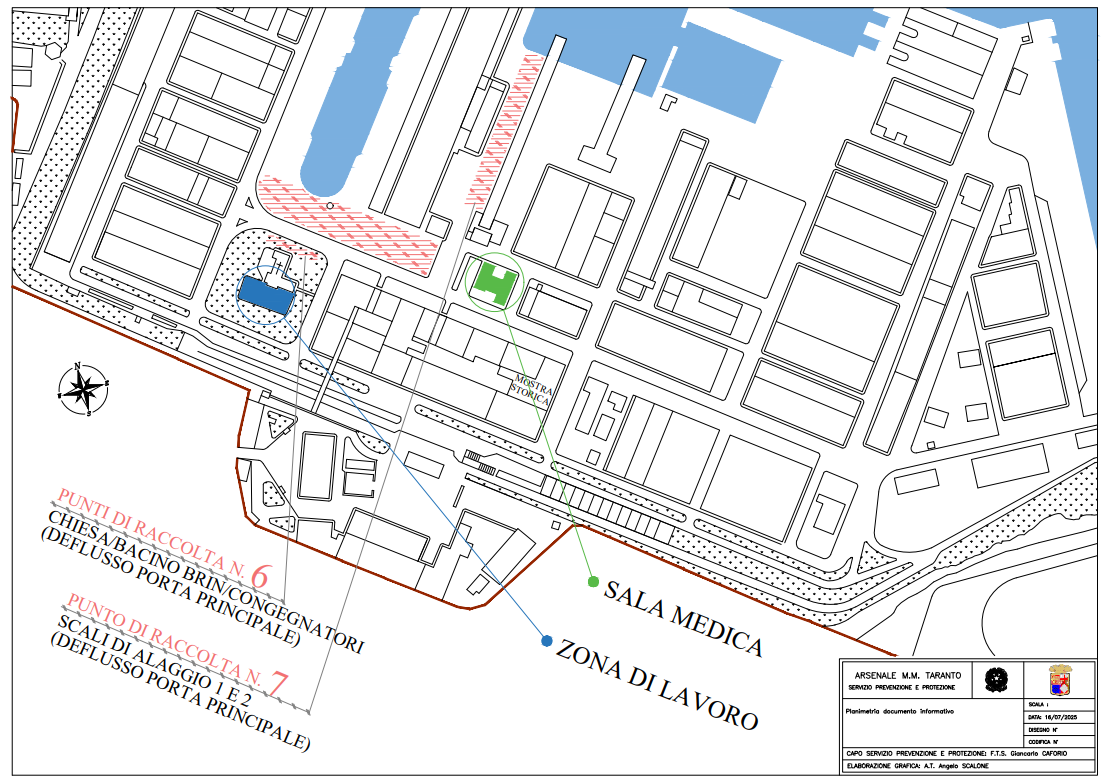 MOSTRA
STORICA
N
S
PUNTI DI RACCOLTA N. 6
CHIESA/BACINO BRIN/CONGEGNATORI
(DEFLUSSO PORTA PRINCIPALE)
PUNTO DI RACCOLTA N. 7
SCALI DI ALAGGIO 1 E 2
(DEFLUSSO PORTA PRINCIPALE)
SALA MEDICA
ZONA DI LAVORO
ARSENALE M.M. TARANTO
SERVIZIO PREVENZIONE E PROTEZIONE
Planimetria documento informativo
SCALA :
DATA: 16/07/2025
DISEGNO N°
CODIFICA N°
CAPO SERVIZIO PREVENZIONE E PROTEZIONE: F.T.S. Giancarlo CAFORIO
ELABORAZIONE GRAFICA: A.T. Angelo SCALONE